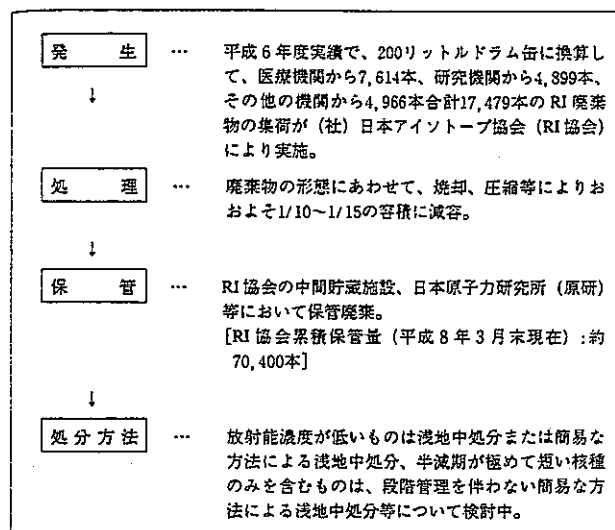 発 生 … 平成6年度実績で、200リットルドラム缶に換算し
て、医療機関から7,614本、研究機関から4,899本、
その他の機関から4,966本合計17,479本のRI廃棄
物の集荷が（社）日本アイソトープ協会（RI協会）
により実施。
↓
処 理 … 廃棄物の形態にあわせて、焼却、圧縮等によりお
およそ1/10～1/15の容積に減容。
↓
保 管 … RI協会の中間貯蔵施設、日本原子力研究所（原研）
等において保管廃棄。
［RI協会累積保管量（平成8年3月末現在）：約
70,400本］
↓
処分方法 … 放射能濃度が低いものは浅地中処分または簡易な
方法による浅地中処分、半減期が極めて短い核種
のみを含むものは、段階管理を伴わない簡易な方
法による浅地中処分等について検討中。